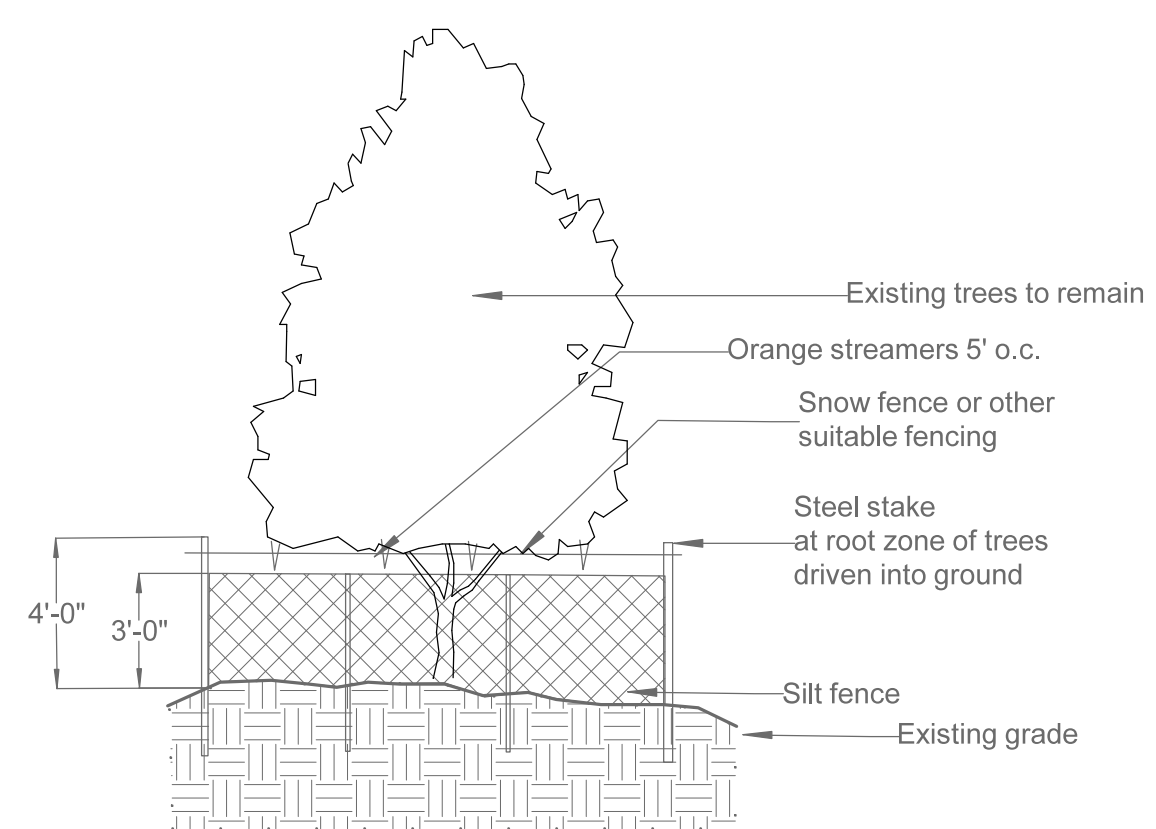 Existing trees to remain
Orange streamers 5' o.c.
Snow fence or other
suitable fencing
Steel stake
at root zone of trees
driven into ground
4'-0"
3'-0"
Silt fence
Existing grade